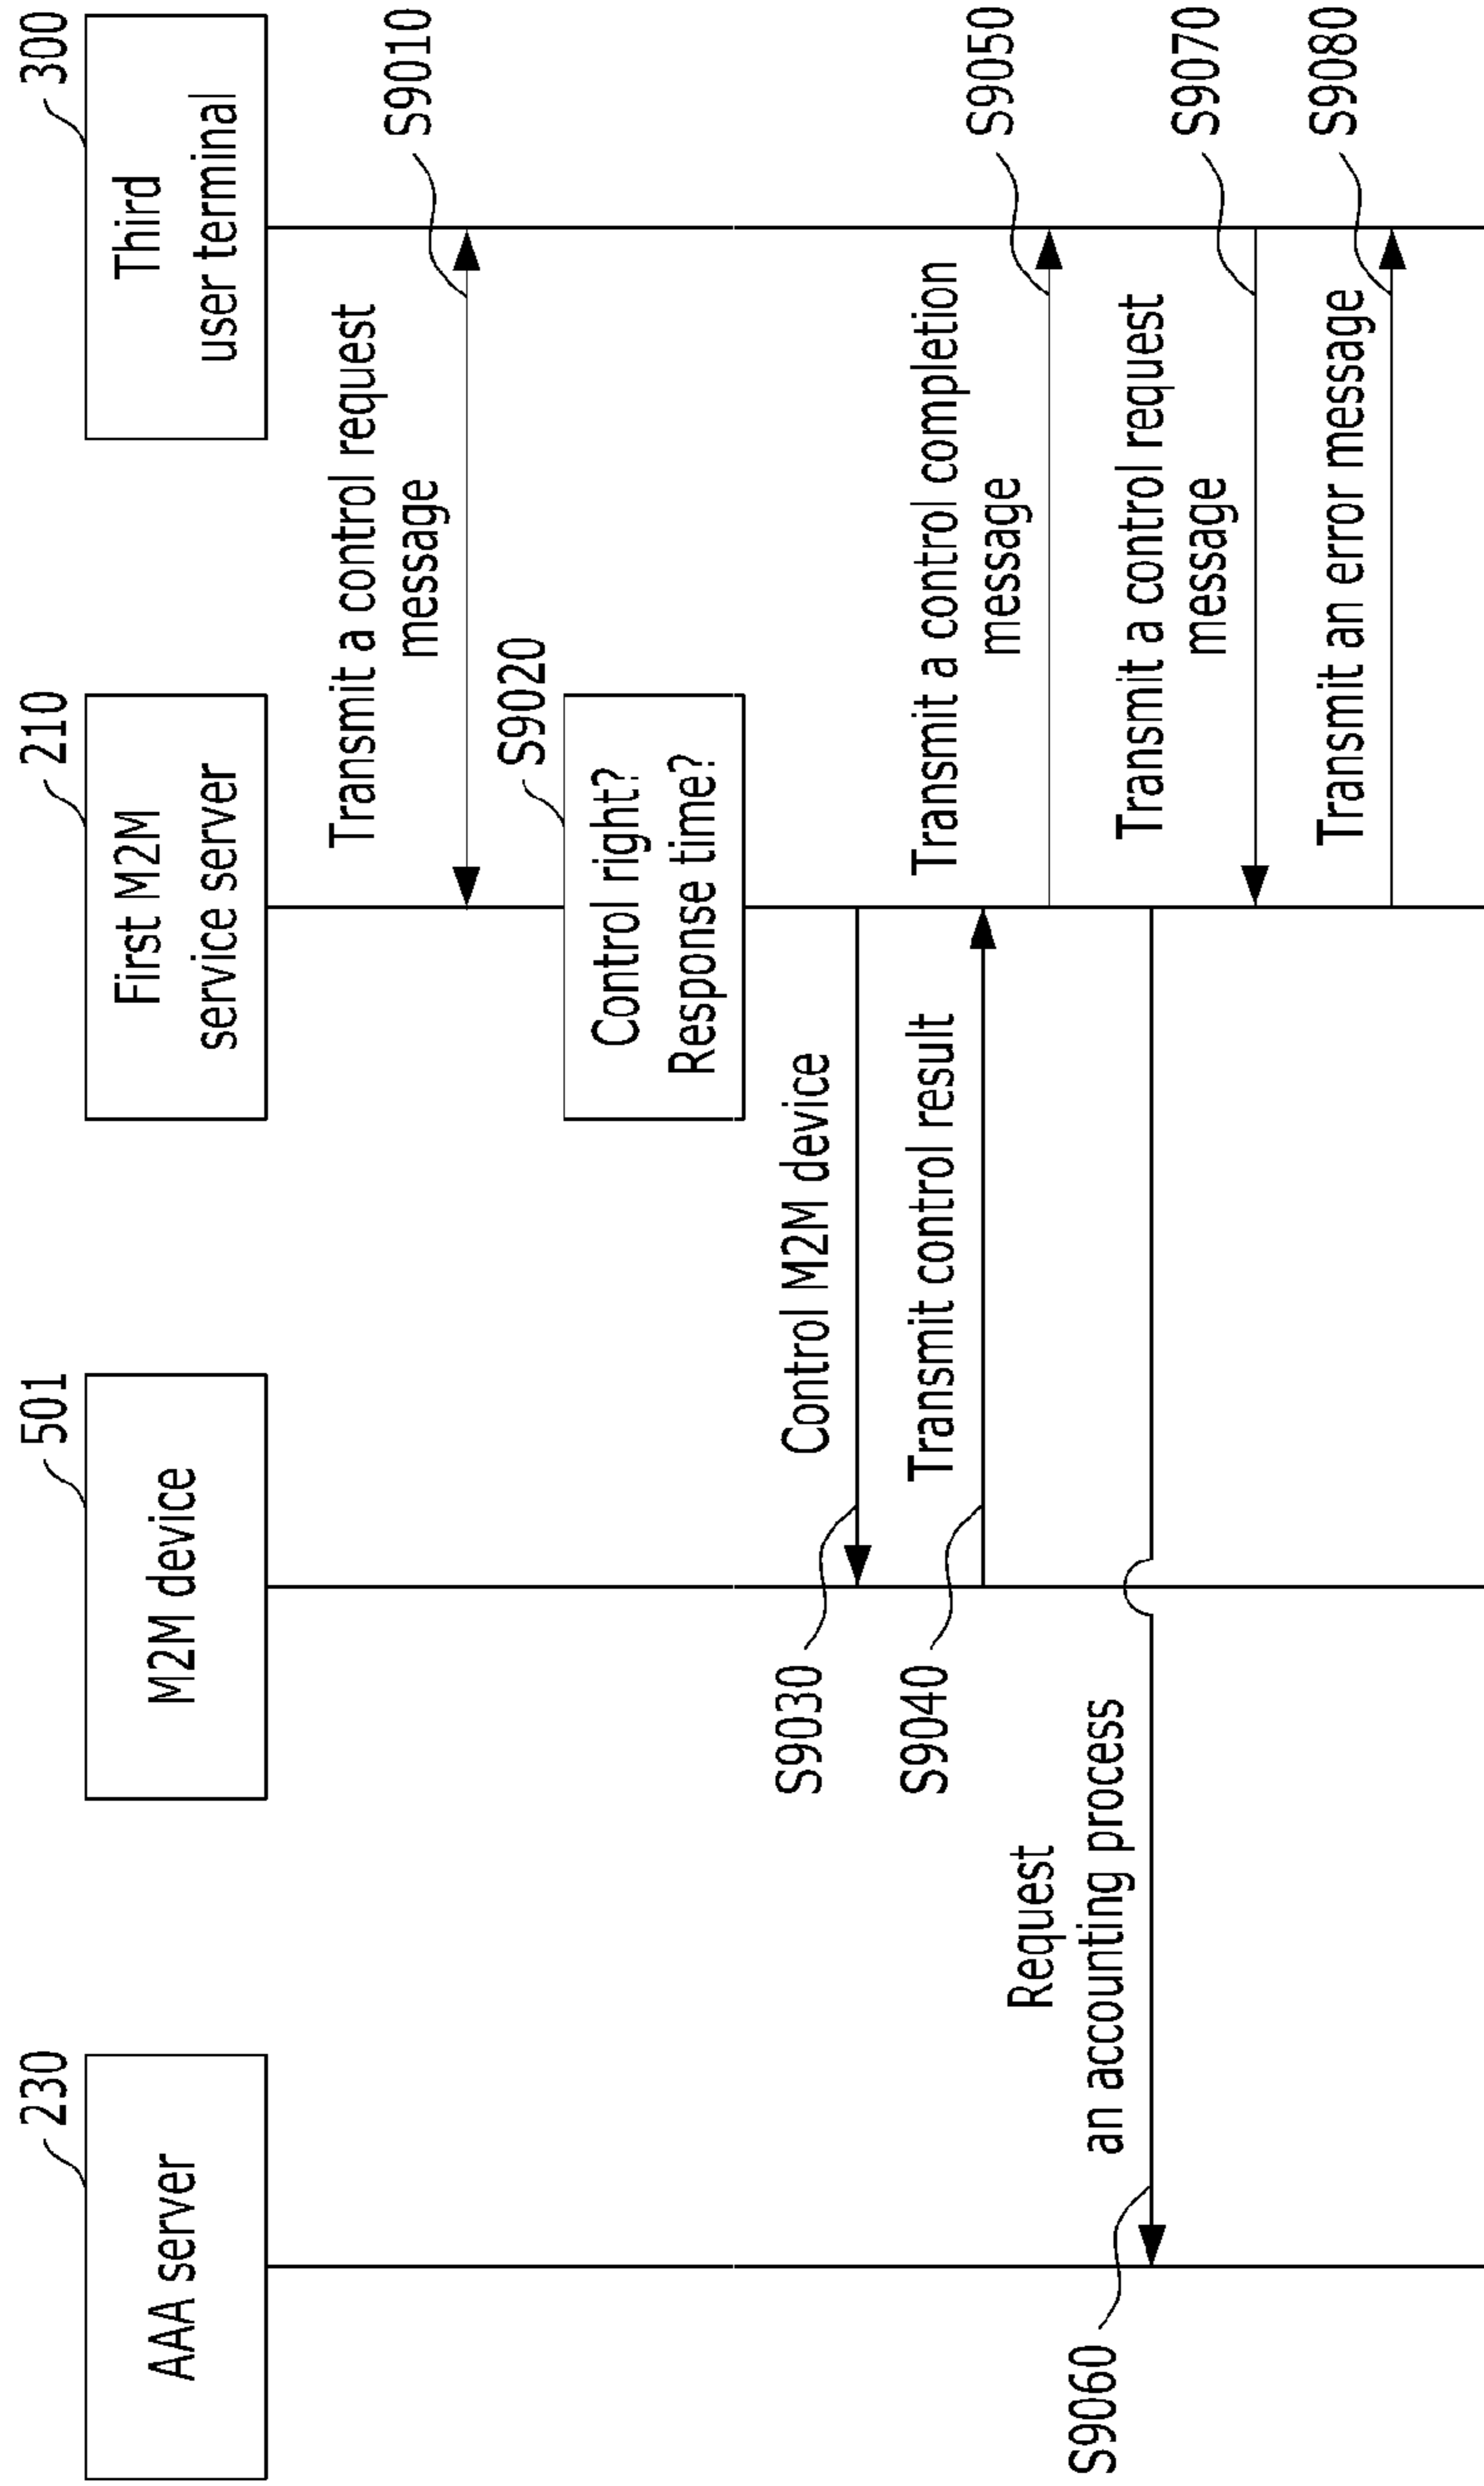 230
AAA server
501
M2M device
210
First M2M
service server
300
Third
user terminal
Transmit a control request
message
S9010
S9020
Control right?
Response time?
Control M2M device
S9030
Transmit control result
S9040
Transmit a control completion
message
S9050
Request
an accounting process
S9060
Transmit a control request
message
S9070
Transmit an error message
S9080